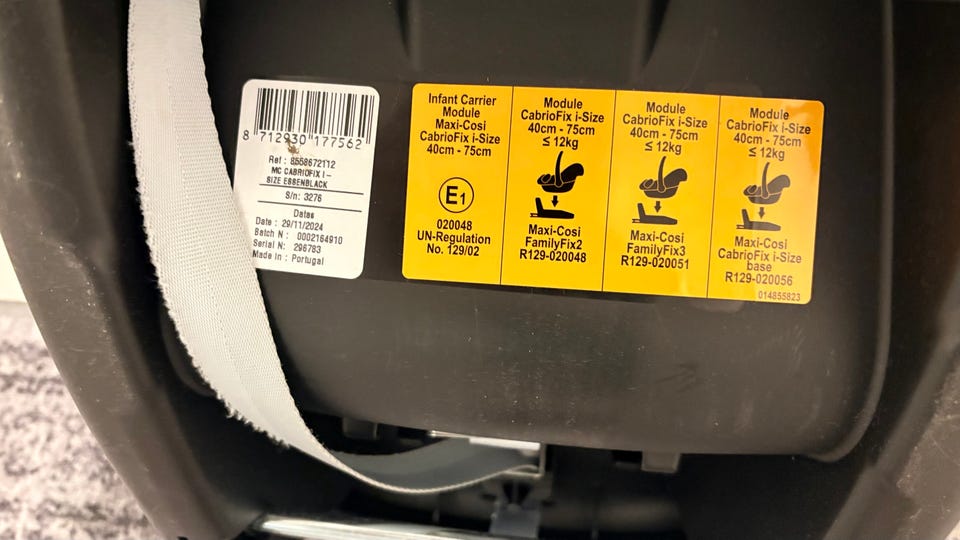 8 712930 177562
Ref : 8558672112
MC CABRIOFIX I-
SIZE ESSENBLACK
S/n: 3276
Datas
Date : 29/11/2024
Batch N : 0002164910
Serial N: 296783
Made in : Portugal
Infant Carrier
Module
Maxi-Cosi
CabrioFix i-Size
40cm - 75cm
E1
020048
UN-Regulation
No. 129/02
Module
CabrioFix i-Size
40cm - 75cm
≤ 12kg
Maxi-Cosi
FamilyFix2
R129-020048
Module
CabrioFix i-Size
40cm - 75cm
≤ 12kg
Maxi-Cosi
FamilyFix3
R129-020051
Module
CabrioFix i-Size
40cm - 75cm
≤ 12kg
Maxi-Cosi
CabrioFix i-Size
base
R129-020056
014855823